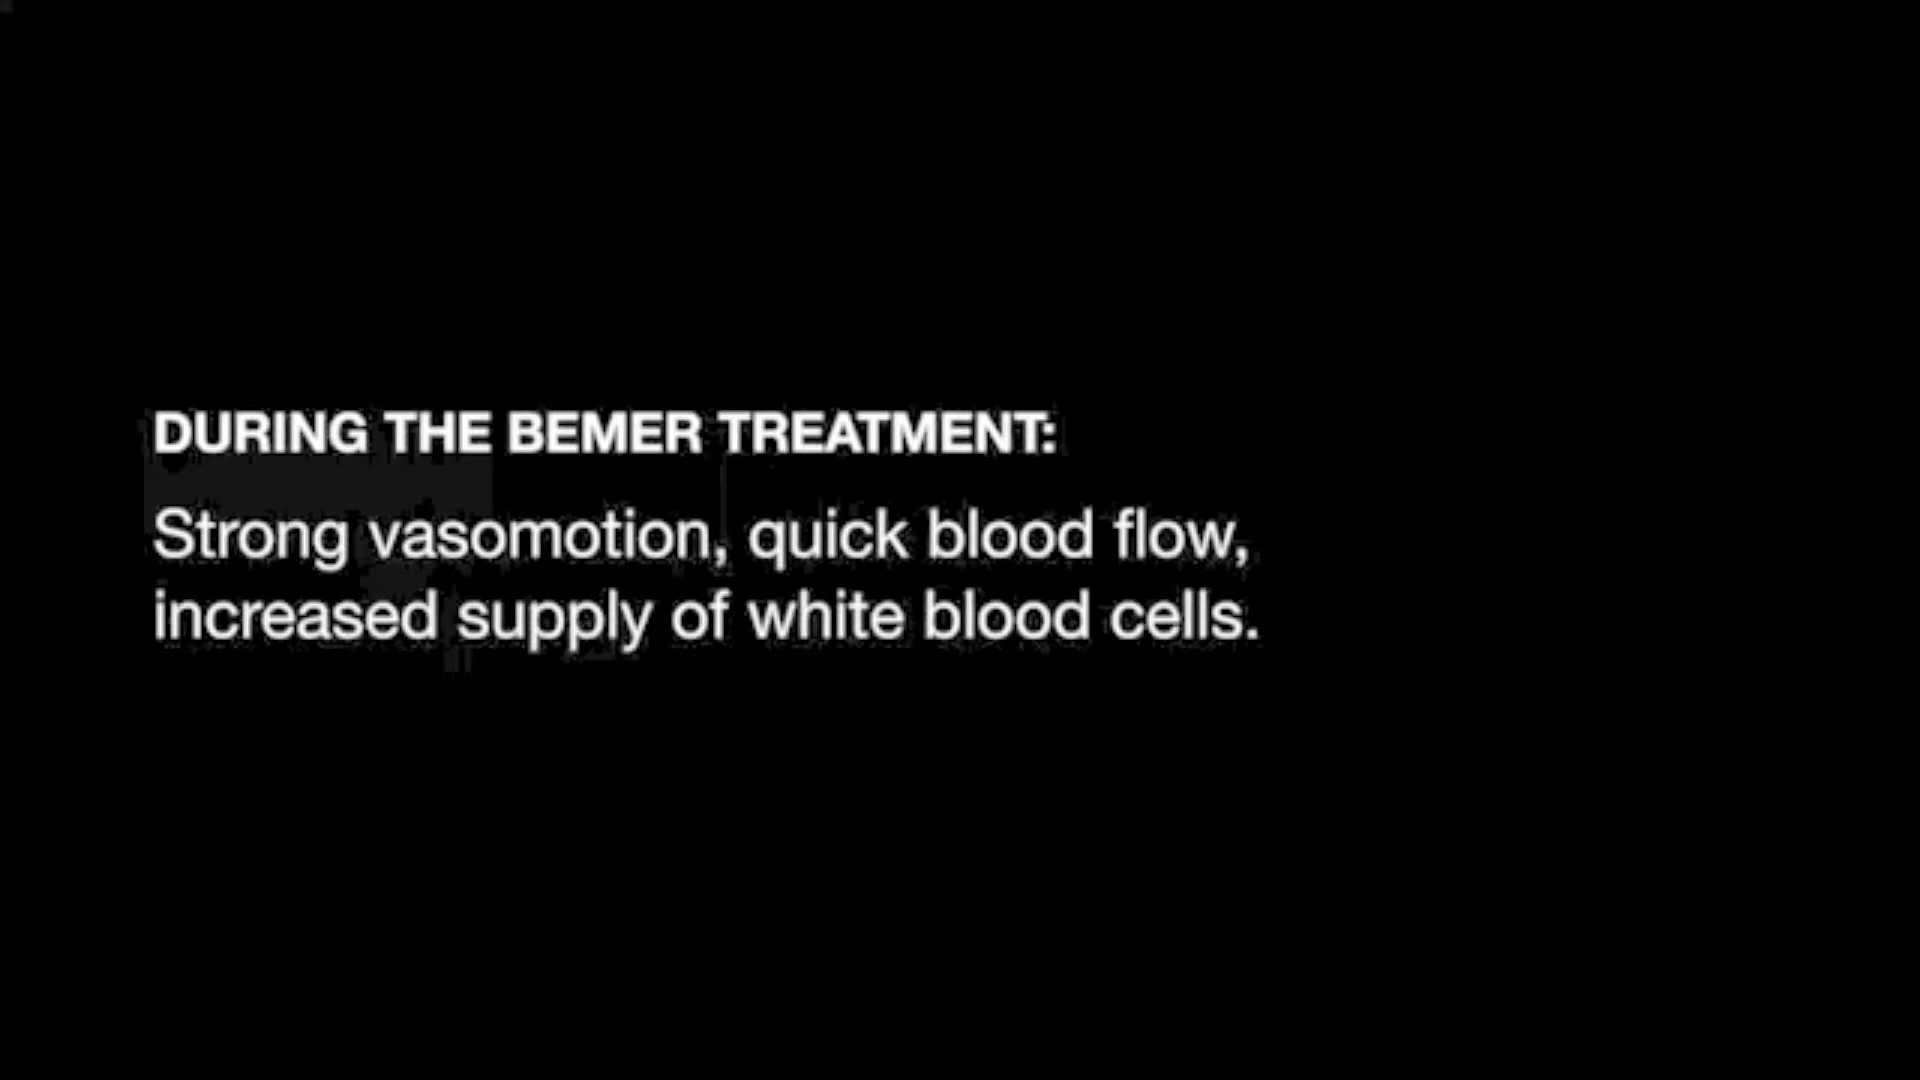 DURING THE BEMER TREATMENT:
Strong vasomotion, quick blood flow,
increased supply of white blood cells.